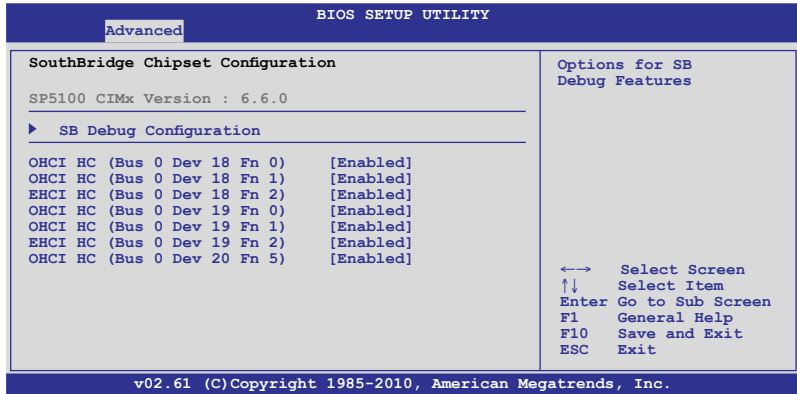 BIOS SETUP UTILITY
Advanced
SouthBridge Chipset Configuration
SP5100 CIMx Version : 6.6.0
SB Debug Configuration
OHCI HC (Bus 0 Dev 18 Fn 0) [Enabled]
OHCI HC (Bus 0 Dev 18 Fn 1) [Enabled]
EHCI HC (Bus 0 Dev 18 Fn 2) [Enabled]
OHCI HC (Bus 0 Dev 19 Fn 0) [Enabled]
OHCI HC (Bus 0 Dev 19 Fn 1) [Enabled]
EHCI HC (Bus 0 Dev 19 Fn 2) [Enabled]
OHCI HC (Bus 0 Dev 20 Fn 5) [Enabled]
Options for SB
Debug Features
←→ Select Screen
↑↓ Select Item
Enter Go to Sub Screen
F1 General Help
F10 Save and Exit
ESC Exit
v02.61 (C)Copyright 1985-2010, American Megatrends, Inc.